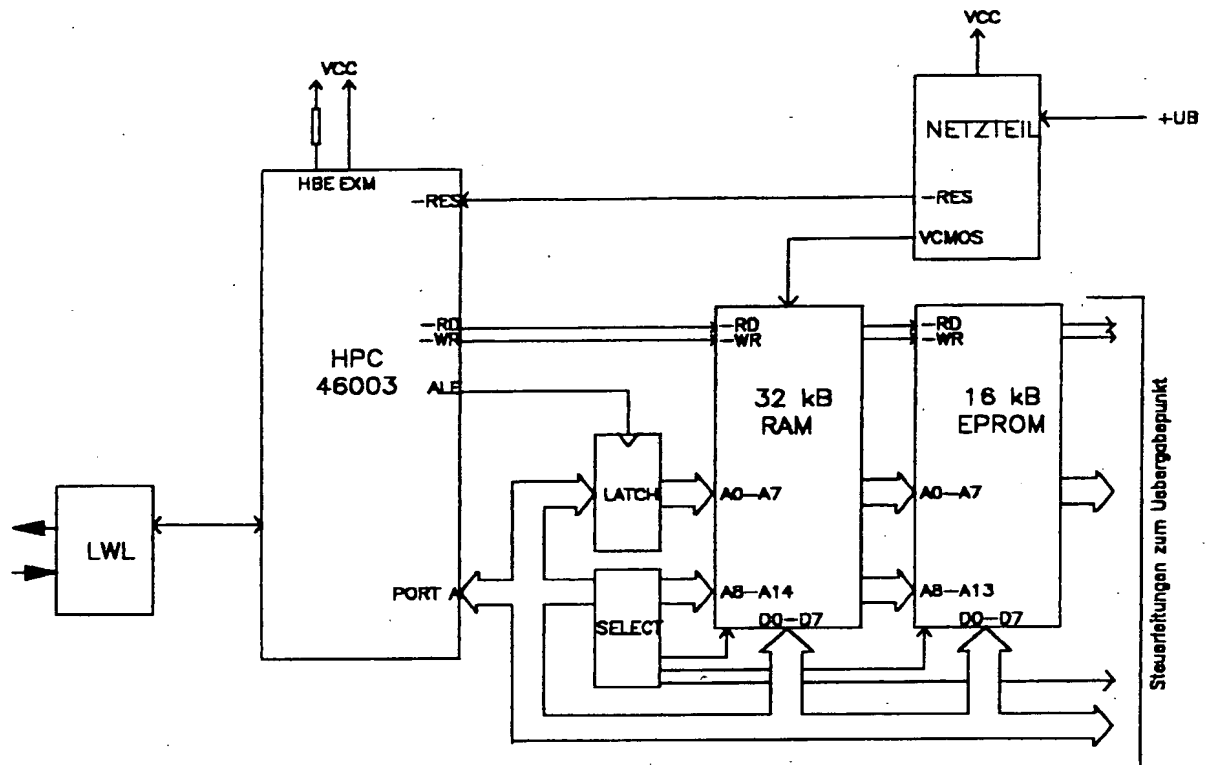 VCC
VCC
NETZTEIL
+UB
HBE EXM
-RES
-RES
VCMOS
-RD
-WR
-RD
-WR
-RD
-WR
HPC
46003
ALE
32 kB
RAM
16 kB
EPROM
LATCH
A0-A7
A0-A7
LWL
PORT A
SELECT
A8-A14
D0-D7
A8-A13
D0-D7
Steuerleitungen zum Uebergabepunkt